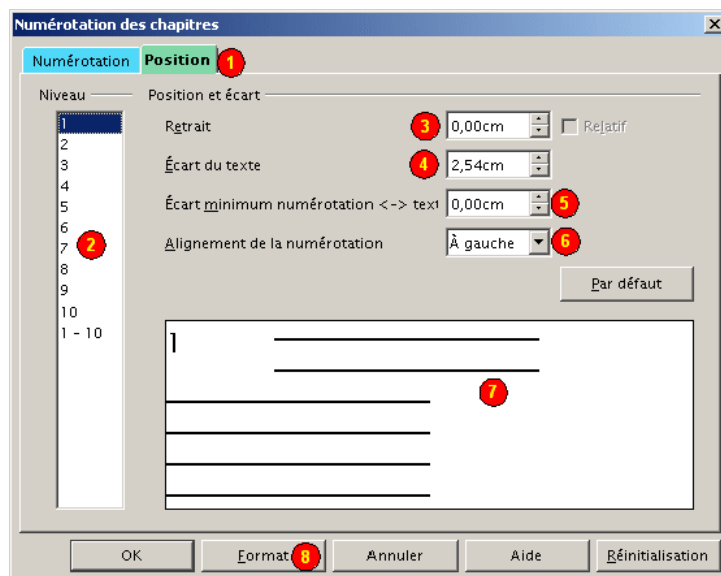 Numérotation des chapitres
Numérotation Position 1
Niveau Position et écart
1
2
3
4
5
6
7
8
9
10
1 - 10
2
Retrait 3 0,00cm Relatif
Écart du texte 4 2,54cm
Écart minimum numérotation <-> text 0,00cm 5
Alignement de la numérotation À gauche 6
Par défaut
1
7
OK Format 8 Annuler Aide Réinitialisation